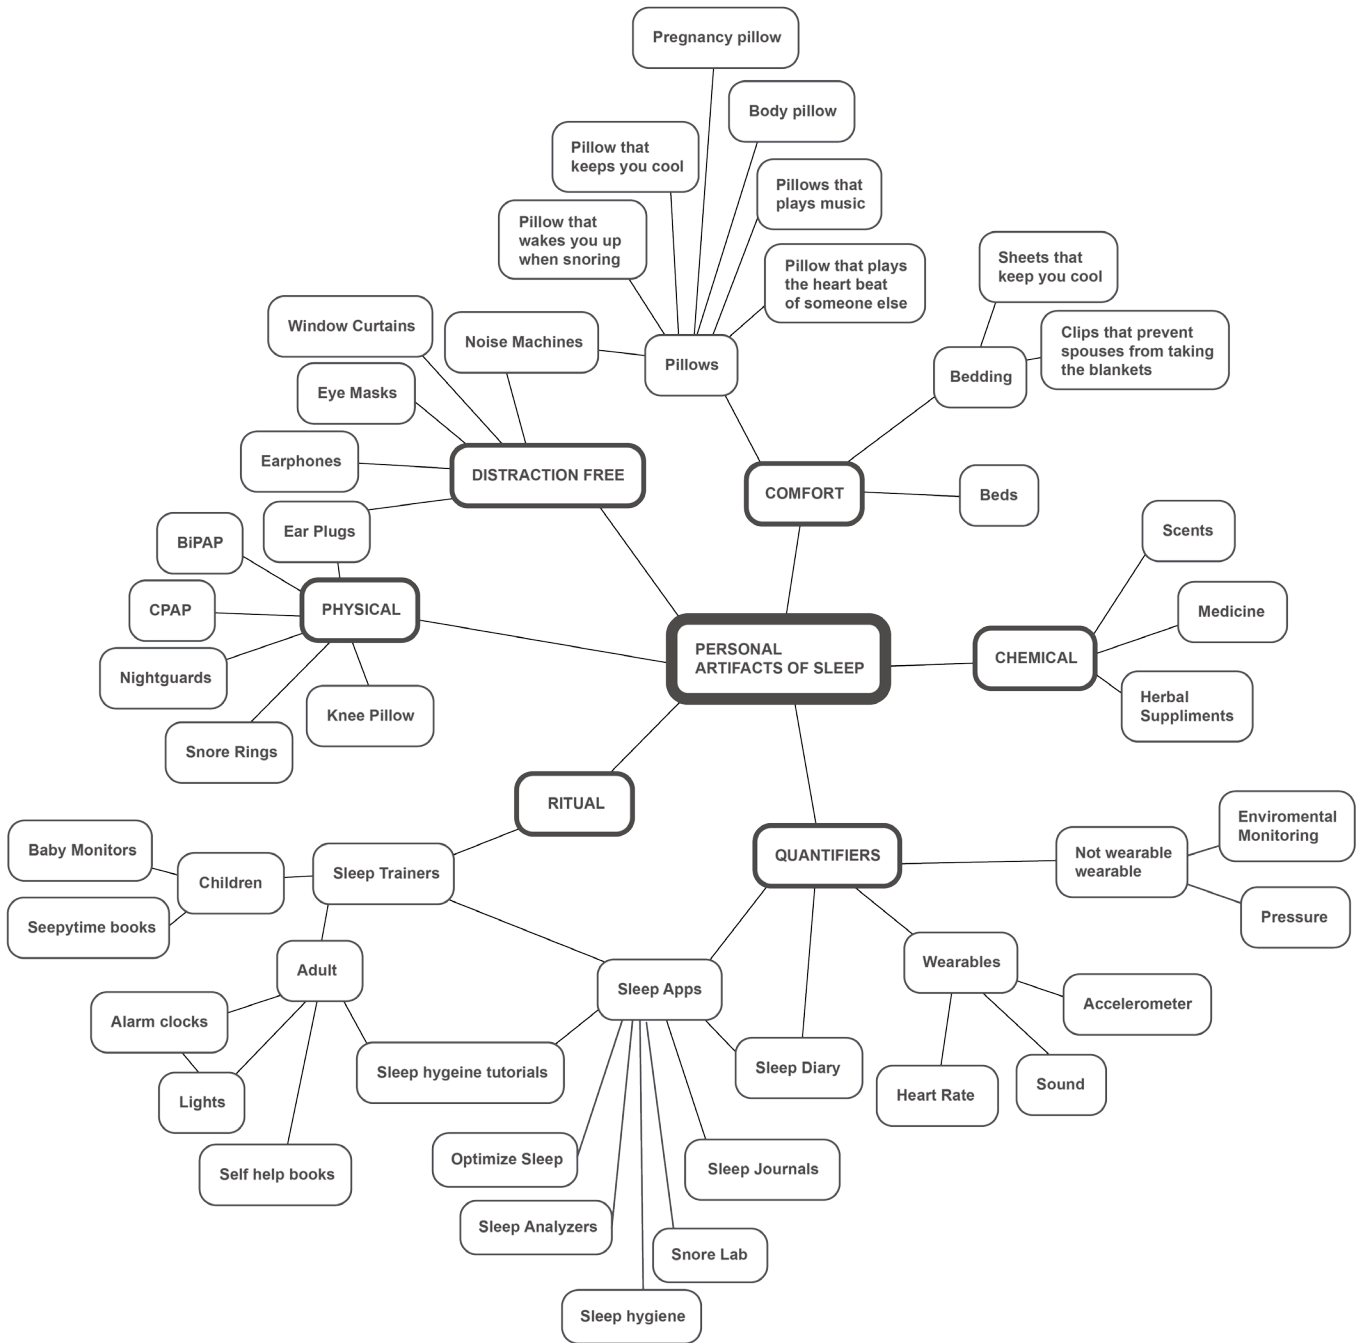 Pregnancy pillow
Body pillow
Pillow that
keeps you cool
Pillows that
plays music
Pillow that
wakes you up
when snoring
Pillow that plays
the heart beat
of someone else
Sheets that
keep you cool
Clips that prevent
spouses from taking
the blankets
Window Curtains
Noise Machines
Pillows
Bedding
Eye Masks
Earphones
DISTRACTION FREE
COMFORT
Beds
Ear Plugs
BiPAP
Scents
CPAP
PHYSICAL
Medicine
PERSONAL
ARTIFACTS OF SLEEP
CHEMICAL
Nightguards
Knee Pillow
Herbal
Suppliments
Snore Rings
RITUAL
QUANTIFIERS
Enviromental
Monitoring
Baby Monitors
Children
Sleep Trainers
Not wearable
wearable
Seepytime books
Pressure
Adult
Sleep Apps
Wearables
Accelerometer
Alarm clocks
Sleep hygeine tutorials
Sleep Diary
Heart Rate
Sound
Lights
Self help books
Optimize Sleep
Sleep Journals
Sleep Analyzers
Snore Lab
Sleep hygiene